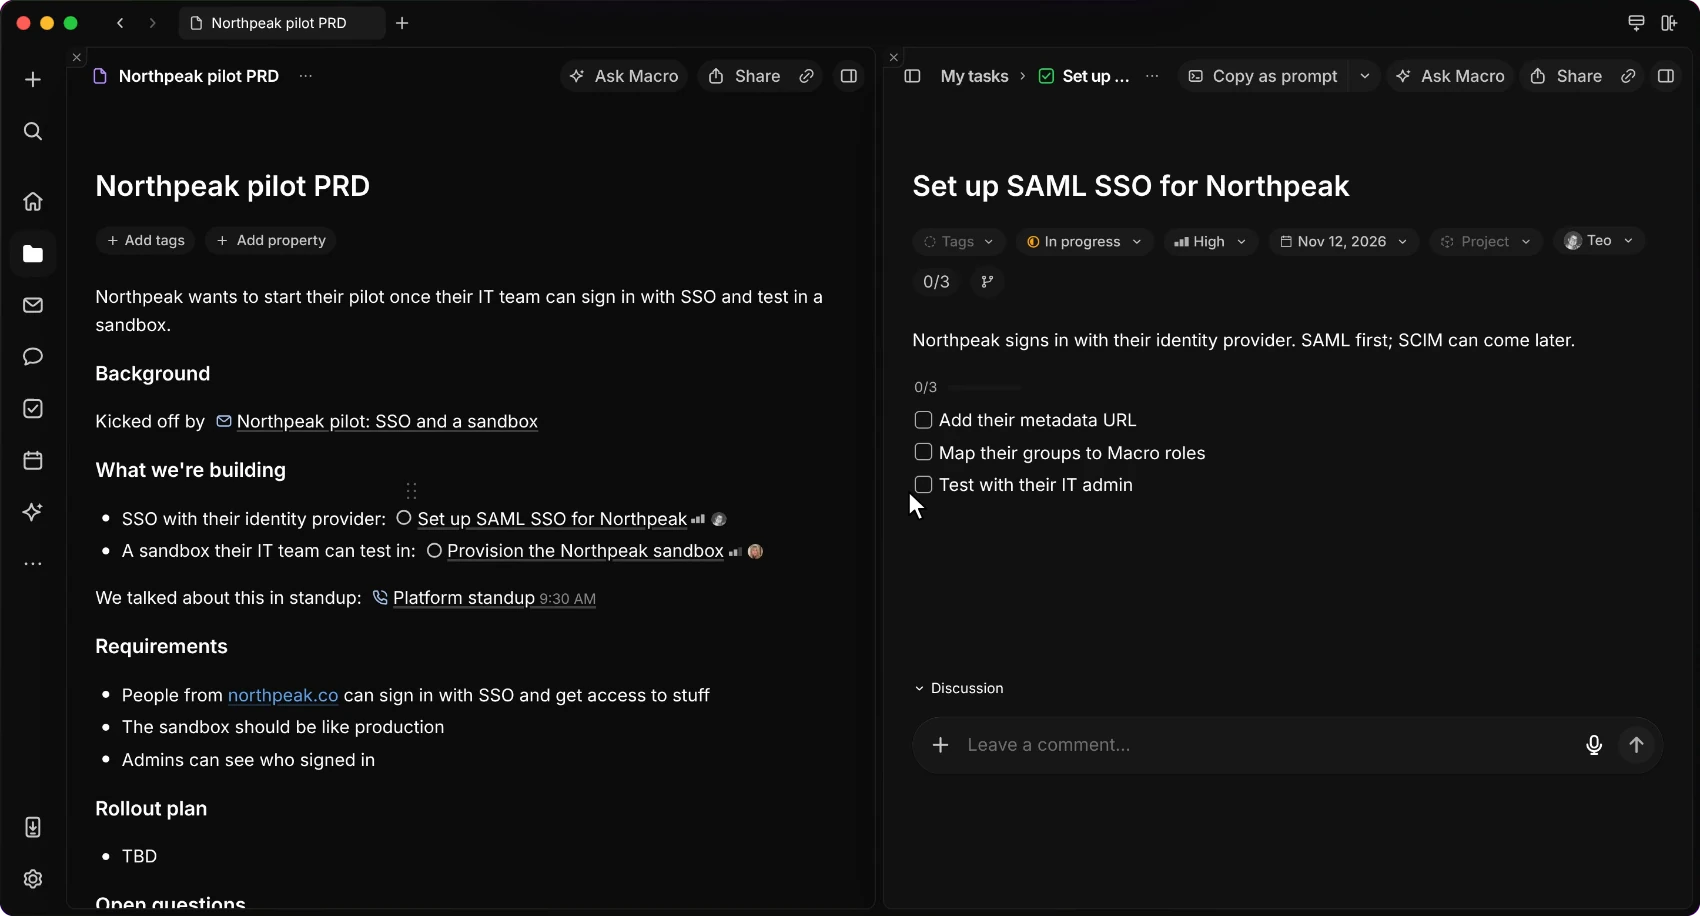 Northpeak pilot PRD
Northpeak pilot PRD
Ask Macro
Share
My tasks
Set up ...
Copy as prompt
Ask Macro
Share
Northpeak pilot PRD
Add tags
Add property
Northpeak wants to start their pilot once their IT team can sign in with SSO and test in a
sandbox.
Background
Kicked off by Northpeak pilot: SSO and a sandbox
What we're building
SSO with their identity provider: Set up SAML SSO for Northpeak
A sandbox their IT team can test in: Provision the Northpeak sandbox
We talked about this in standup: Platform standup 9:30 AM
Requirements
People from northpeak.co can sign in with SSO and get access to stuff
The sandbox should be like production
Admins can see who signed in
Rollout plan
TBD
Open questions
Set up SAML SSO for Northpeak
Tags
In progress
High
Nov 12, 2026
Project
Teo
0/3
Northpeak signs in with their identity provider. SAML first; SCIM can come later.
0/3
Add their metadata URL
Map their groups to Macro roles
Test with their IT admin
Discussion
Leave a comment...